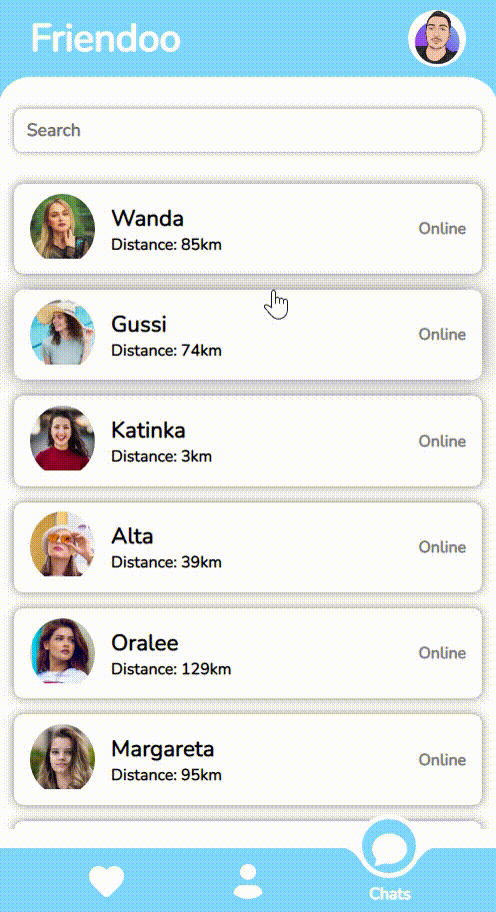 Friendoo
Search
Wanda
Distance: 85km
Online
Gussi
Distance: 74km
Online
Katinka
Distance: 3km
Online
Alta
Distance: 39km
Online
Oralee
Distance: 129km
Online
Margareta
Distance: 95km
Online
Chats